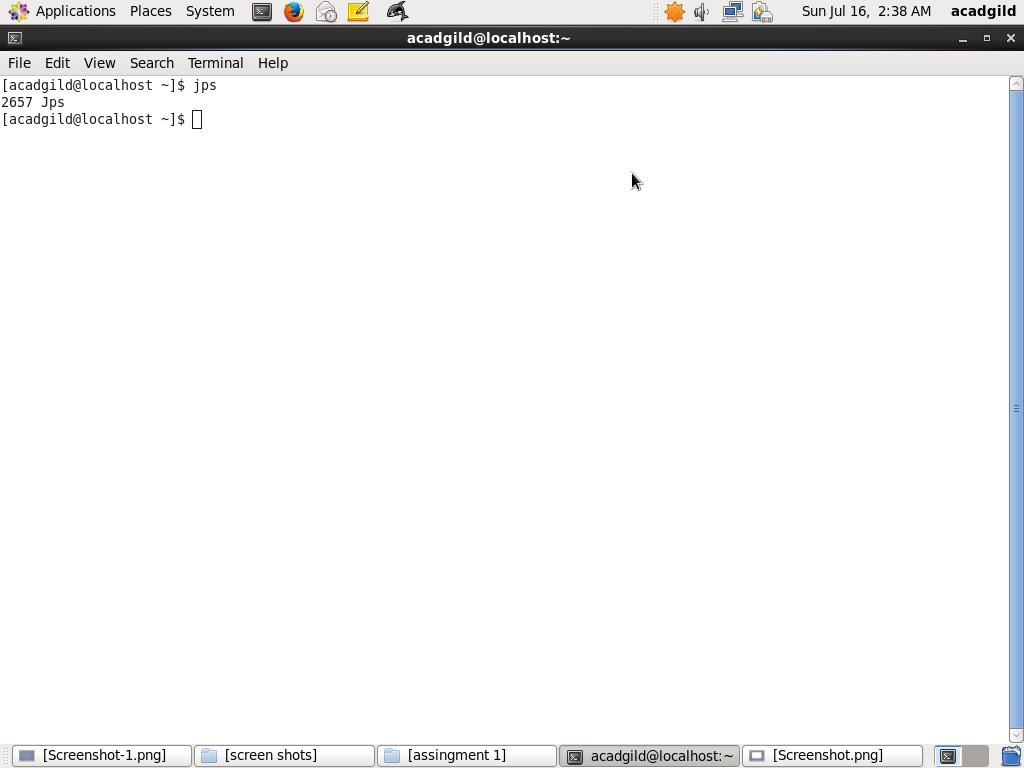 Applications Places System Sun Jul 16, 2:38 AM acadgild
acadgild@localhost:~
File Edit View Search Terminal Help
[acadgild@localhost ~]$ jps
2657 Jps
[acadgild@localhost ~]$
[Screenshot-1.png] [screen shots] [assingment 1] acadgild@localhost:~ [Screenshot.png]